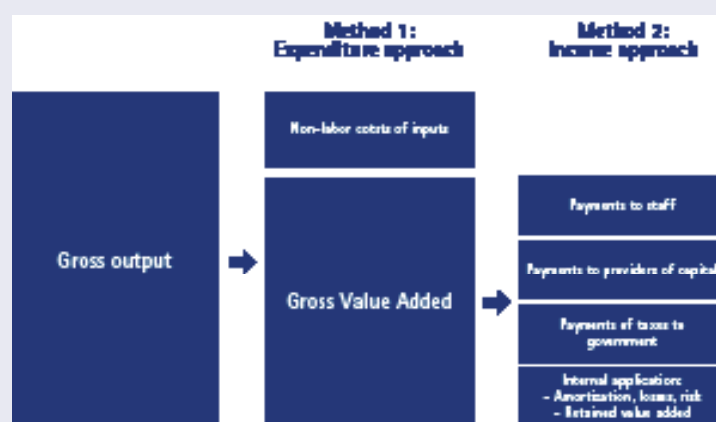 Method 1:
Expenditure approach
Method 2:
Income approach
Gross output
Non-labor costs of inputs
Gross Value Added
Payments to staff
Payments to providers of capital
Payments of taxes to
government
Internal application:
– Amortization, losses, risk
– Retained value added